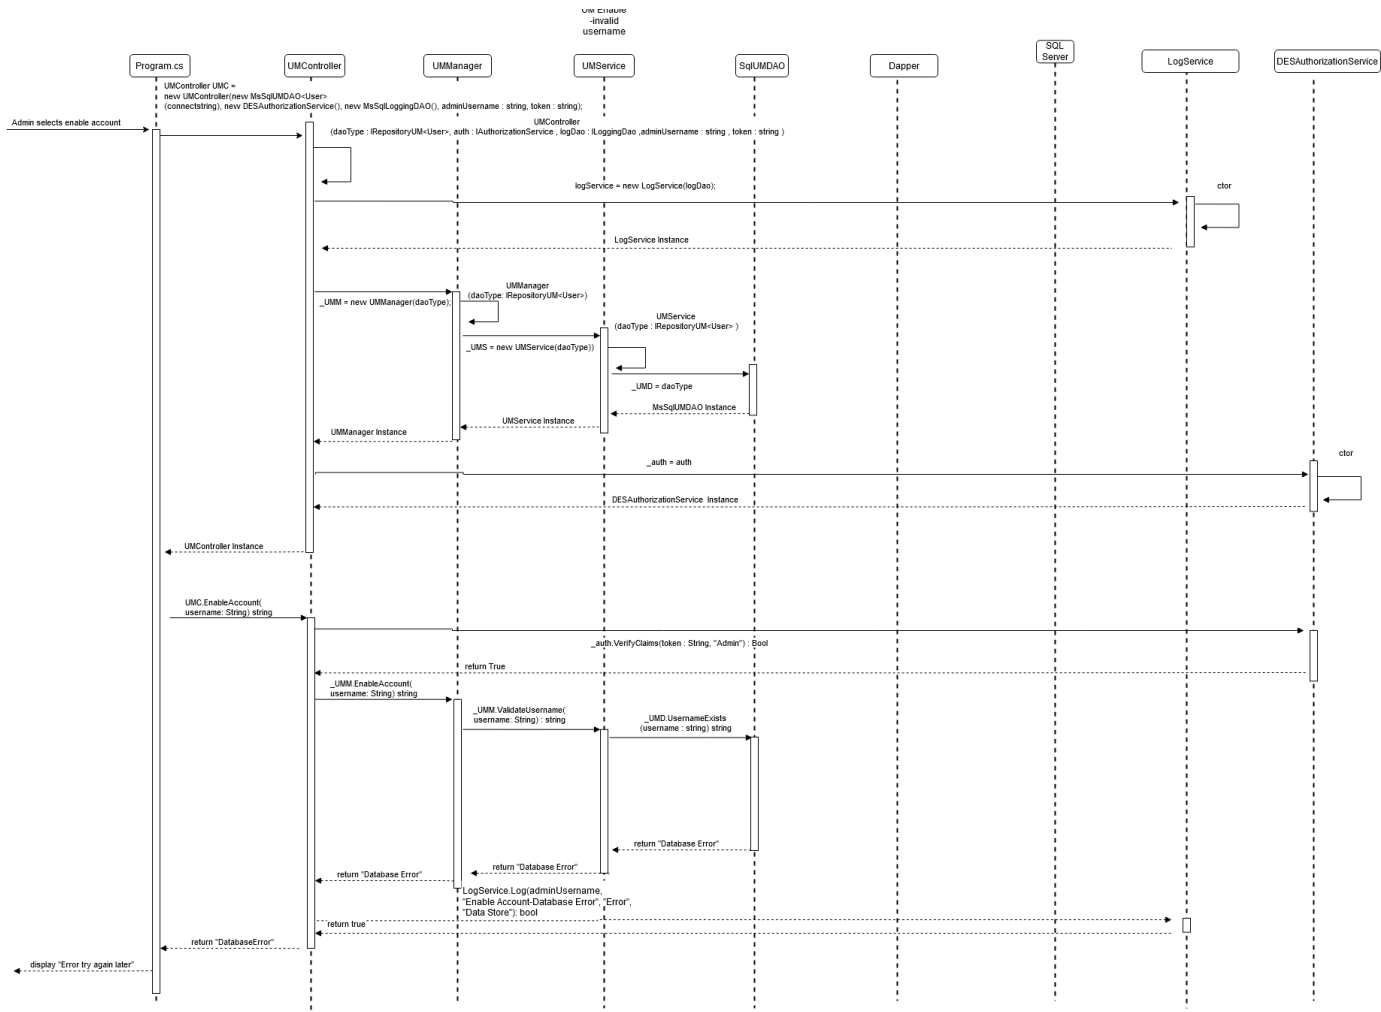 UM Enable
-invalid
username
Program.cs
UMController
UMManager
UMService
SqlUMDAO
Dapper
SQL
Server
LogService
DESAuthorizationService
UMController UMC =
new UMController(new MsSqlUMDAO<User>
(connectstring), new DESAuthorizationService(), new MsSqlLoggingDAO(), adminUsername : string, token : string);
Admin selects enable account
UMController
(daoType : IRepositoryUM<User>, auth : IAuthorizationService , logDao : ILoggingDao ,adminUsername : string , token : string )
logService = new LogService(logDao);
ctor
LogService Instance
UMManager
(daoType: IRepositoryUM<User>)
_UMM = new UMManager(daoType);
UMService
(daoType : IRepositoryUM<User> )
_UMS = new UMService(daoType))
_UMD = daoType
MsSqlUMDAO Instance
UMService Instance
UMManager Instance
_auth = auth
ctor
DESAuthorizationService Instance
UMController Instance
UMC.EnableAccount(
username: String) string
_auth.VerifyClaims(token : String, "Admin") : Bool
return True
_UMM.EnableAccount(
username: String) string
_UMM.ValidateUsername(
username: String) : string
_UMD.UsernameExists
(username : string) string
return "Database Error"
return "Database Error"
return "Database Error"
LogService.Log(adminUsername,
"Enable Account-Database Error", "Error",
"Data Store"): bool
return true
return "DatabaseError"
display "Error try again later"